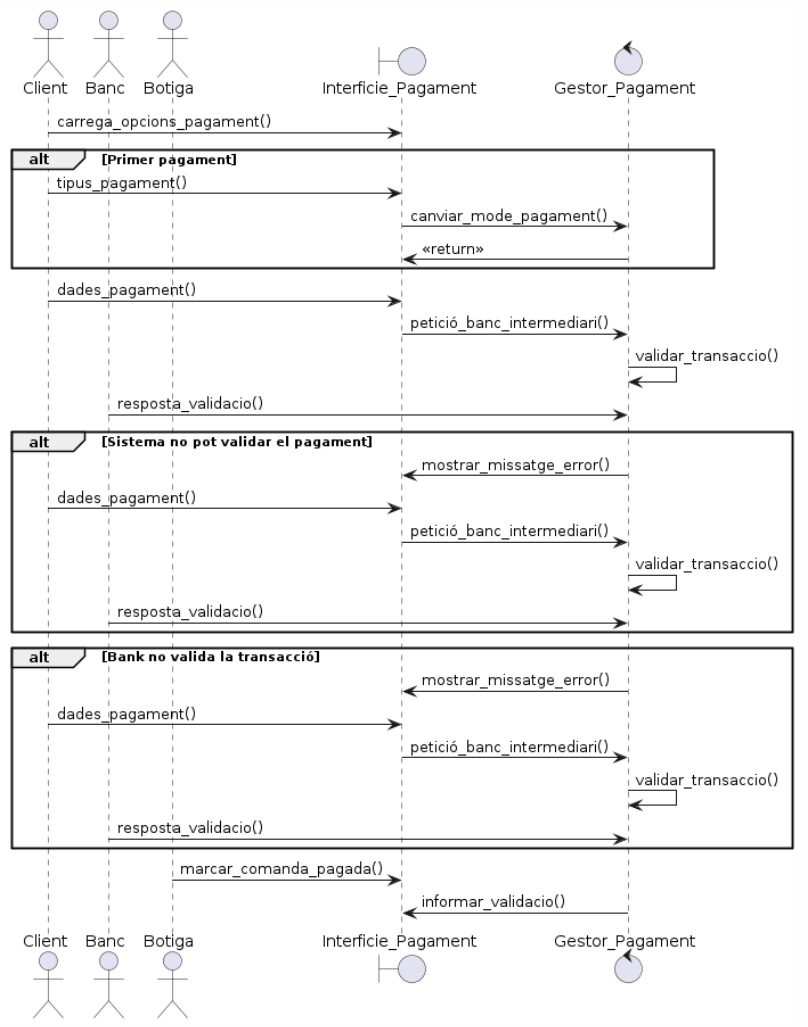 Client Banc Botiga Interfície_Pagament Gestor_Pagament
carrega_opcions_pagament()
alt [Primer pagament]
tipus_pagament()
canviar_mode_pagament()
«return»
dades_pagament()
petició_banc_intermediari()
validar_transaccio()
resposta_validacio()
alt [Sistema no pot validar el pagament]
mostrar_missatge_error()
dades_pagament()
petició_banc_intermediari()
validar_transaccio()
resposta_validacio()
alt [Bank no valida la transacció]
mostrar_missatge_error()
dades_pagament()
petició_banc_intermediari()
validar_transaccio()
resposta_validacio()
marcar_comanda_pagada()
informar_validacio()
Client Banc Botiga Interfície_Pagament Gestor_Pagament